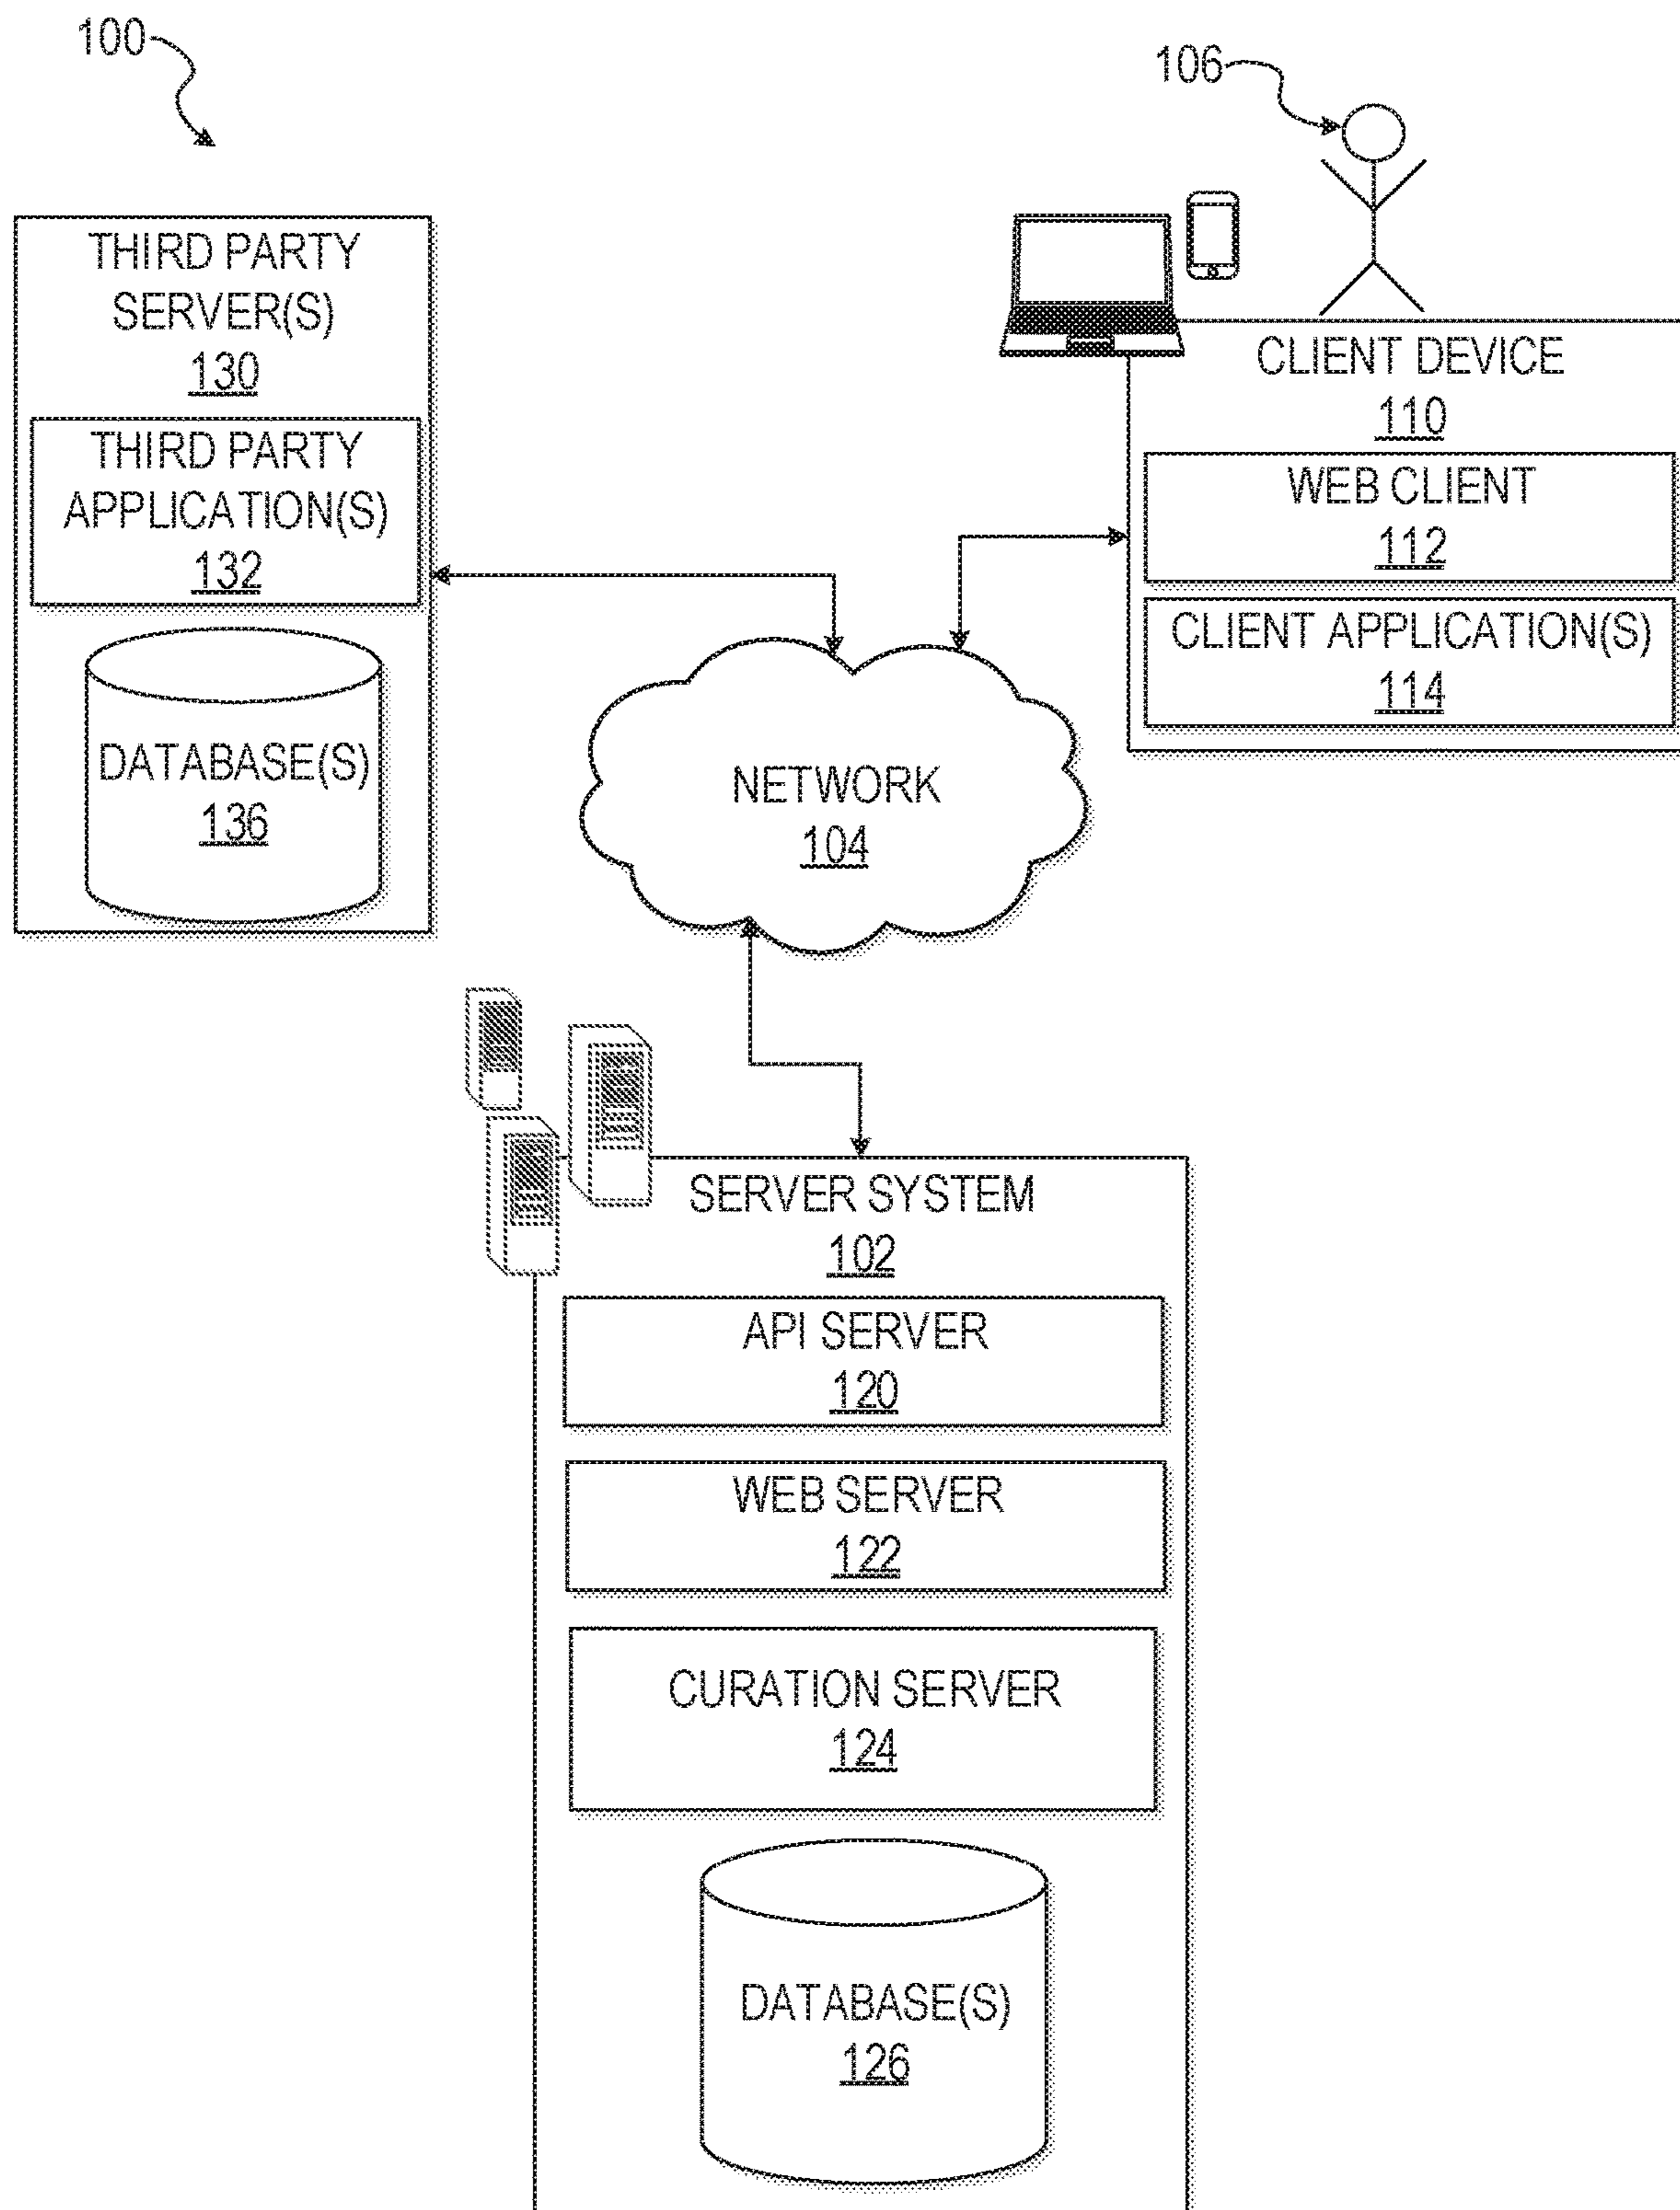 100
106
THIRD PARTY
SERVER(S)
130
THIRD PARTY
APPLICATION(S)
132
DATABASE(S)
136
CLIENT DEVICE
110
WEB CLIENT
112
CLIENT APPLICATION(S)
114
NETWORK
104
SERVER SYSTEM
102
API SERVER
120
WEB SERVER
122
CURATION SERVER
124
DATABASE(S)
126